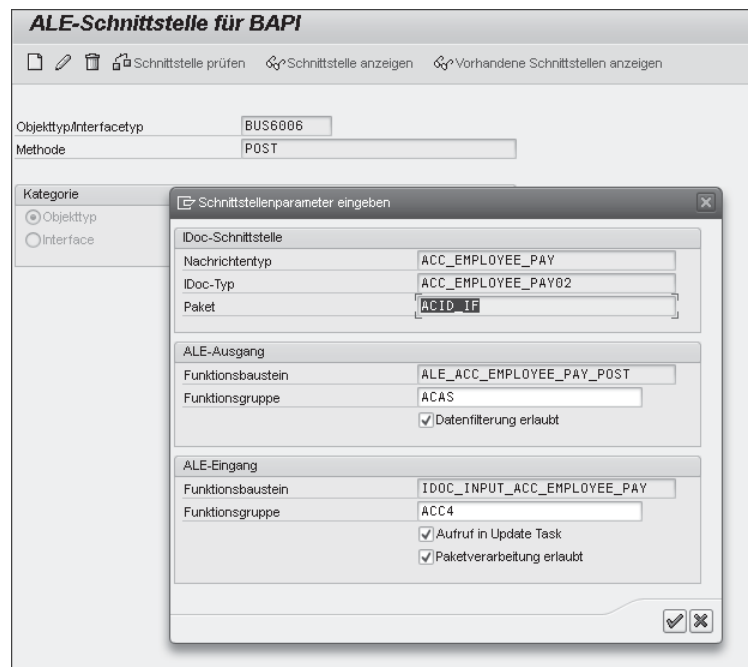 ALE-Schnittstelle für BAPI
Schnittstelle prüfen Schnittstelle anzeigen Vorhandene Schnittstellen anzeigen
Objekttyp/Interfacetyp BUS6006
Methode POST
Kategorie
Objekttyp
Interface
Schnittstellenparameter eingeben
IDoc-Schnittstelle
Nachrichtentyp ACC_EMPLOYEE_PAY
IDoc-Typ ACC_EMPLOYEE_PAY02
Paket ACID_IF
ALE-Ausgang
Funktionsbaustein ALE_ACC_EMPLOYEE_PAY_POST
Funktionsgruppe ACAS
Datenfilterung erlaubt
ALE-Eingang
Funktionsbaustein IDOC_INPUT_ACC_EMPLOYEE_PAY
Funktionsgruppe ACC4
Aufruf in Update Task
Paketverarbeitung erlaubt